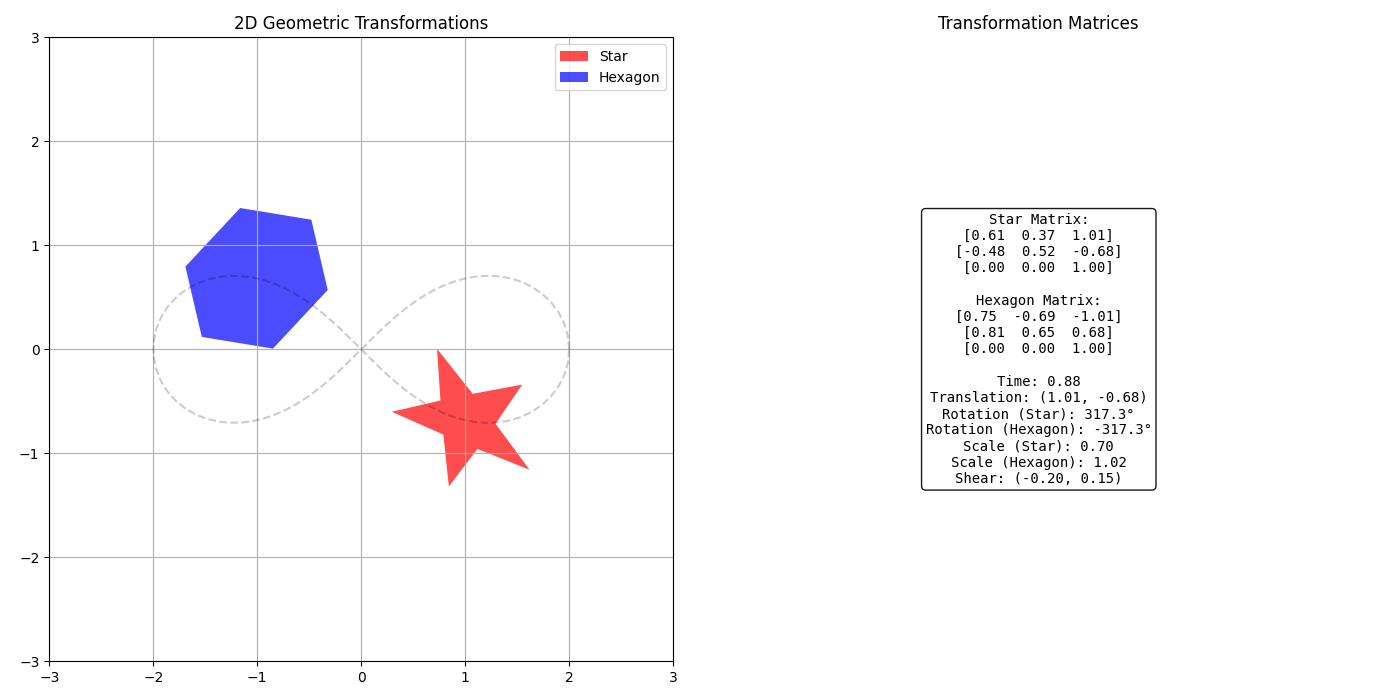 2D Geometric Transformations
Star
Hexagon
3
2
1
0
−1
−2
−3
−3
−2
−1
0
1
2
3
Transformation Matrices
Star Matrix:
[0.61 0.37 1.01]
[-0.48 0.52 -0.68]
[0.00 0.00 1.00]
Hexagon Matrix:
[0.75 -0.69 -1.01]
[0.81 0.65 0.68]
[0.00 0.00 1.00]
Time: 0.88
Translation: (1.01, -0.68)
Rotation (Star): 317.3°
Rotation (Hexagon): -317.3°
Scale (Star): 0.70
Scale (Hexagon): 1.02
Shear: (-0.20, 0.15)